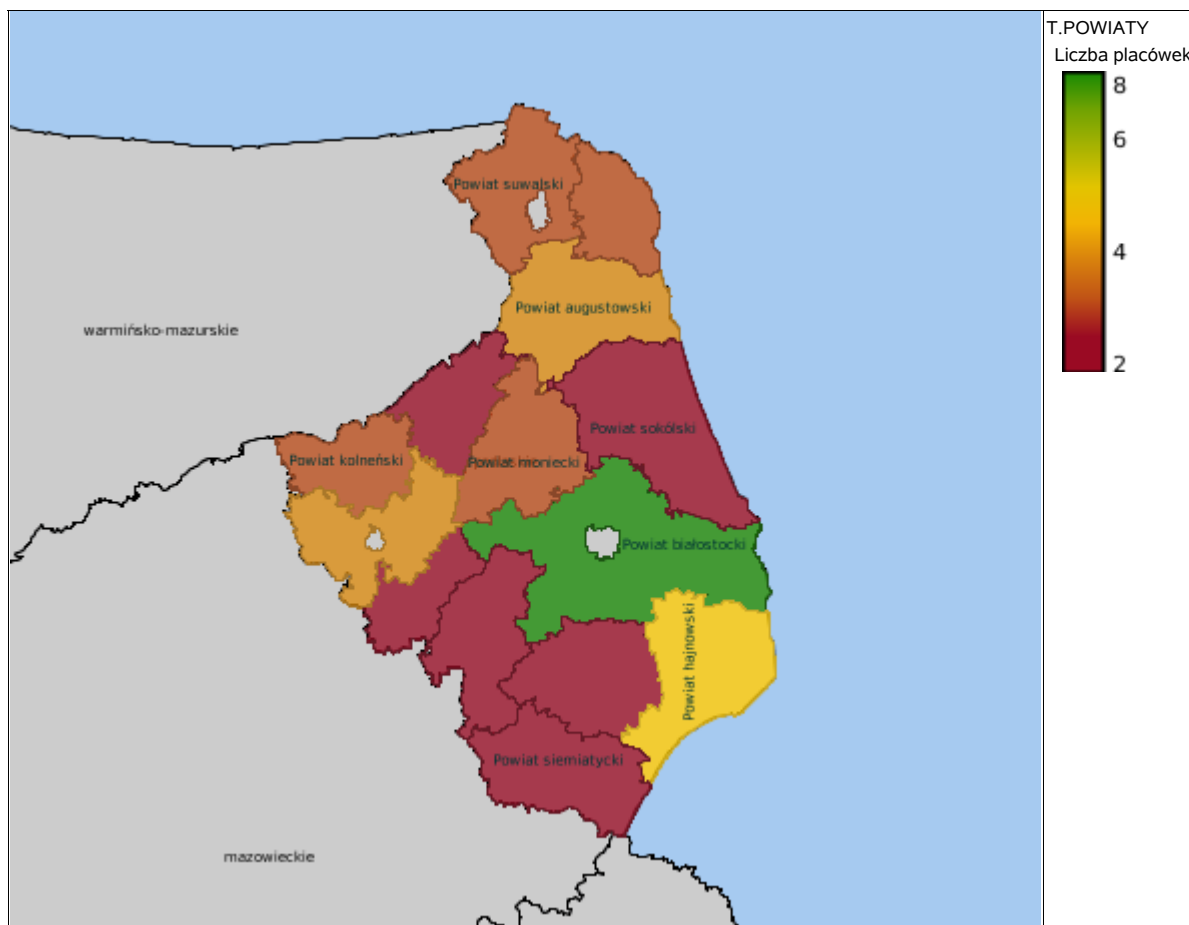 T.POWIATY
Liczba placówek
8
6
4
2
Powiat suwalski
Powiat augustowski
warmińsko-mazurskie
Powiat sokólski
Powiat kolneński
Powiat moniecki
Powiat białostocki
Powiat hajnowski
Powiat siemiatycki
mazowieckie